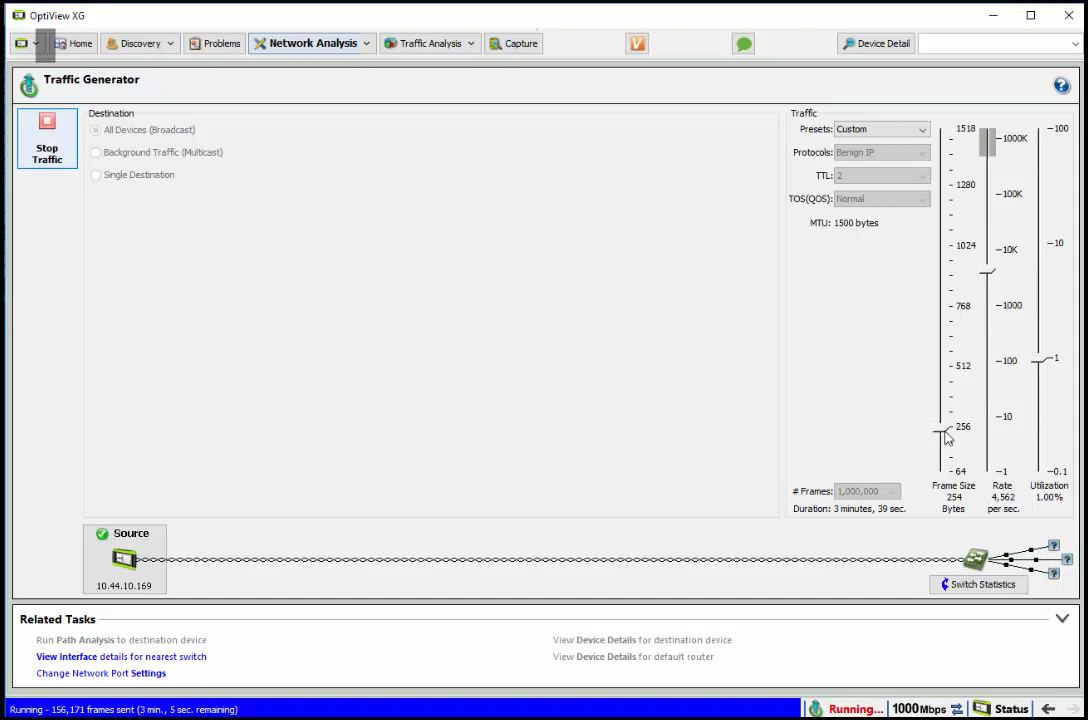 OptiView XG
Home Discovery Problems Network Analysis Traffic Analysis Capture Device Detail
Traffic Generator
Stop
Traffic
Destination
All Devices (Broadcast)
Background Traffic (Multicast)
Single Destination
Traffic
Presets: Custom
Protocols: Benign IP
TTL: 2
TOS(QOS): Normal
MTU: 1500 bytes
# Frames: 1,000,000
Duration: 3 minutes, 39 sec.
1518
1280
1024
768
512
256
64
Frame Size
254
Bytes
1000K
100K
10K
1000
100
10
1
Rate
4,562
per sec.
100
10
1
0.1
Utilization
1.00%
Source
10.44.10.169
Switch Statistics
Related Tasks
Run Path Analysis to destination device
View Interface details for nearest switch
Change Network Port Settings
View Device Details for destination device
View Device Details for default router
Running - 156,171 frames sent (3 min., 5 sec. remaining)
Running... 1000Mbps Status